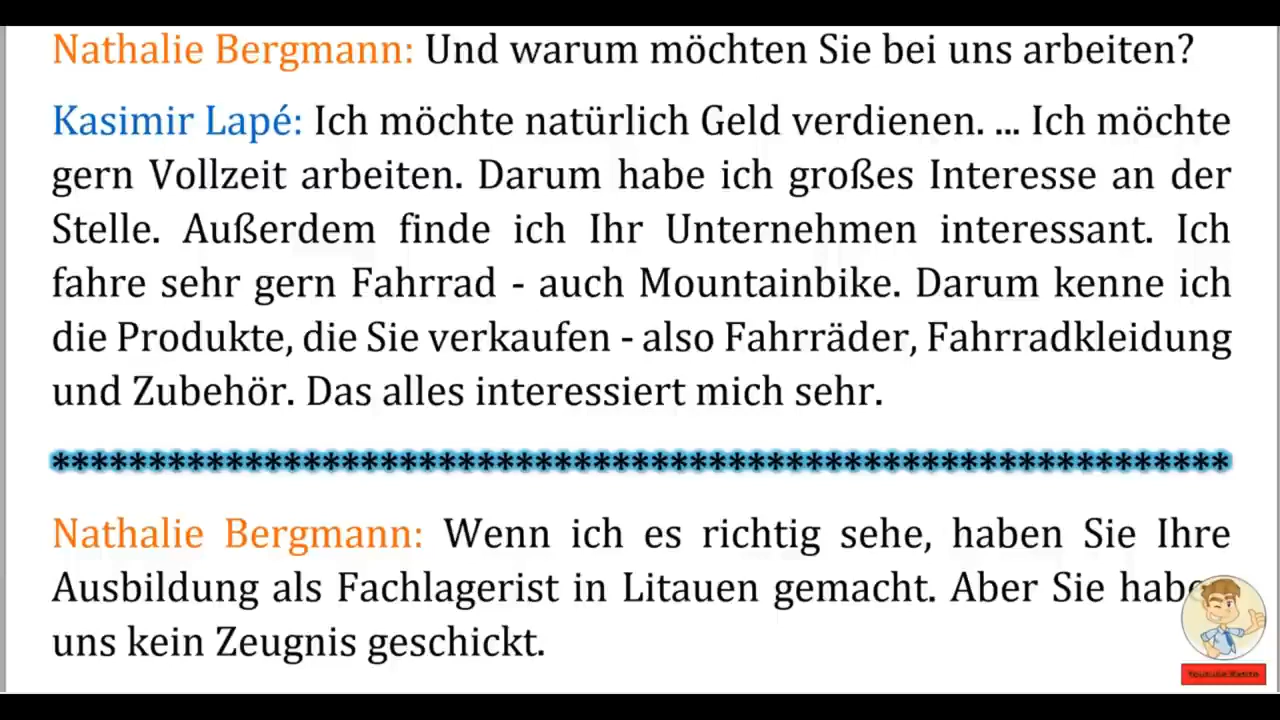 Nathalie Bergmann: Und warum möchten Sie bei uns arbeiten?
Kasimir Lapé: Ich möchte natürlich Geld verdienen. ... Ich möchte
gern Vollzeit arbeiten. Darum habe ich großes Interesse an der
Stelle. Außerdem finde ich Ihr Unternehmen interessant. Ich
fahre sehr gern Fahrrad - auch Mountainbike. Darum kenne ich
die Produkte, die Sie verkaufen - also Fahrräder, Fahrradkleidung
und Zubehör. Das alles interessiert mich sehr.
*************************************************************
Nathalie Bergmann: Wenn ich es richtig sehe, haben Sie Ihre
Ausbildung als Fachlagerist in Litauen gemacht. Aber Sie haben
uns kein Zeugnis geschickt.